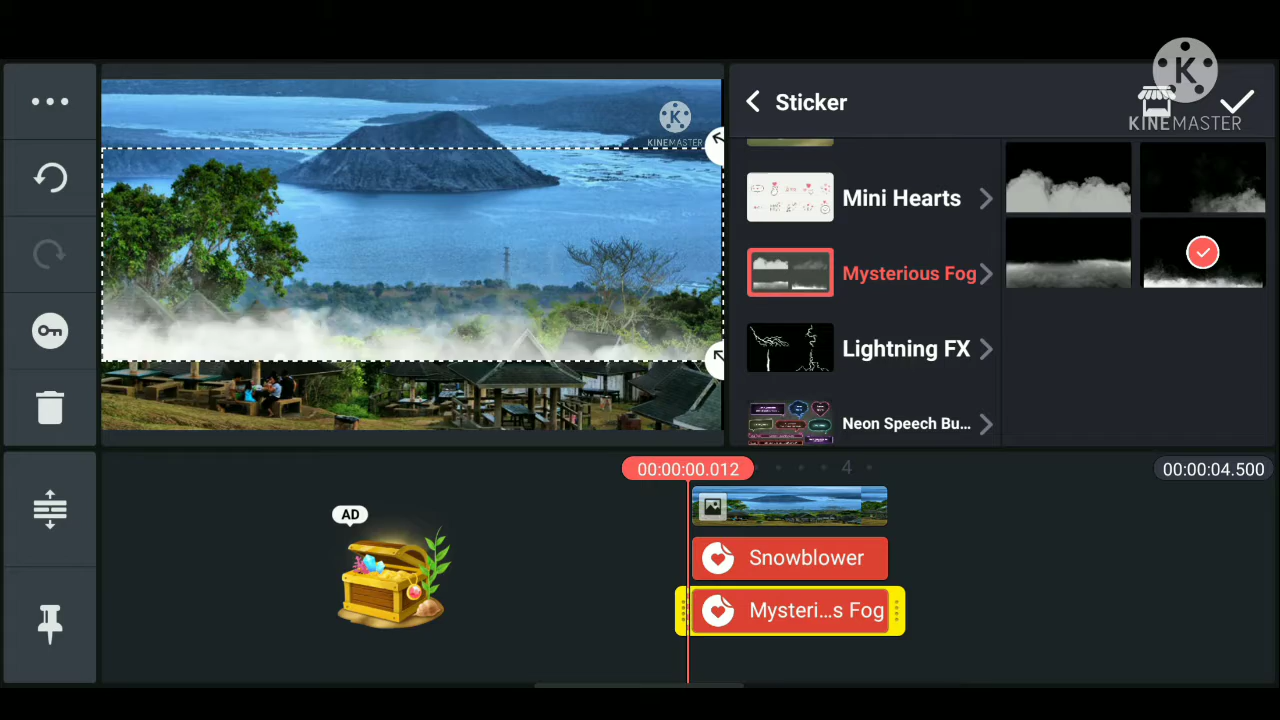 Sticker
KINEMASTER
KINEMASTER
Mini Hearts
Mysterious Fog
Lightning FX
Neon Speech Bu...
00:00:00.012
4
00:00:04.500
AD
Snowblower
Mysteri...s Fog